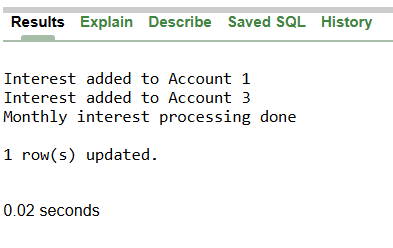 Results Explain Describe Saved SQL History
Interest added to Account 1
Interest added to Account 3
Monthly interest processing done
1 row(s) updated.
0.02 seconds